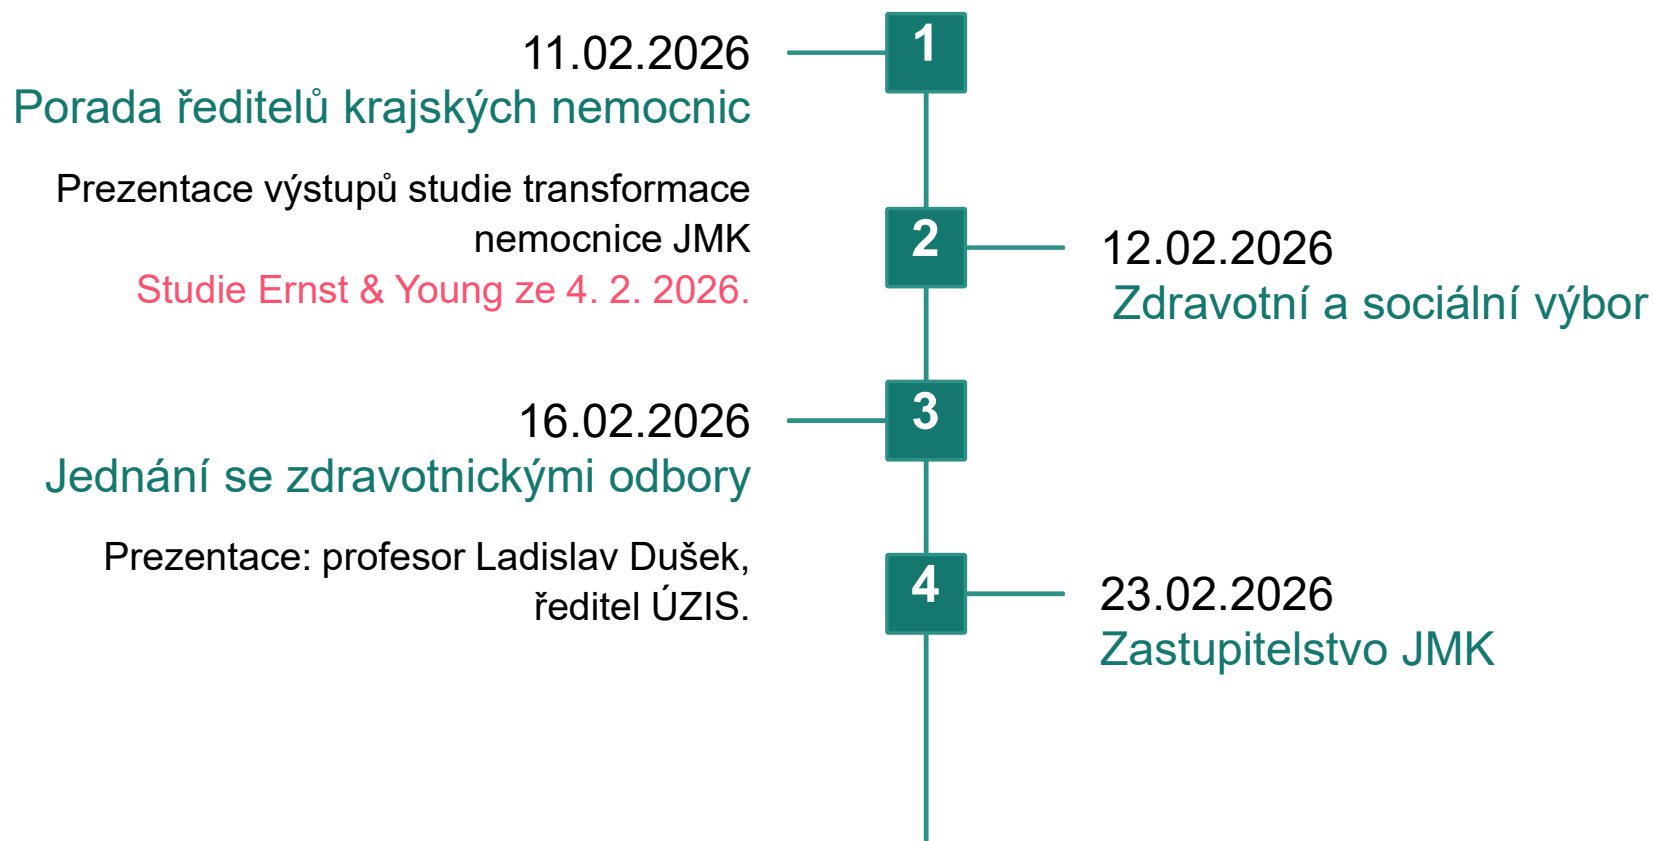 1
11.02.2026
Porada ředitelů krajských nemocnic
Prezentace výstupů studie transformace
nemocnice JMK
Studie Ernst & Young ze 4. 2. 2026.
2
12.02.2026
Zdravotní a sociální výbor
3
16.02.2026
Jednání se zdravotnickými odbory
Prezentace: profesor Ladislav Dušek,
ředitel ÚZIS.
4
23.02.2026
Zastupitelstvo JMK